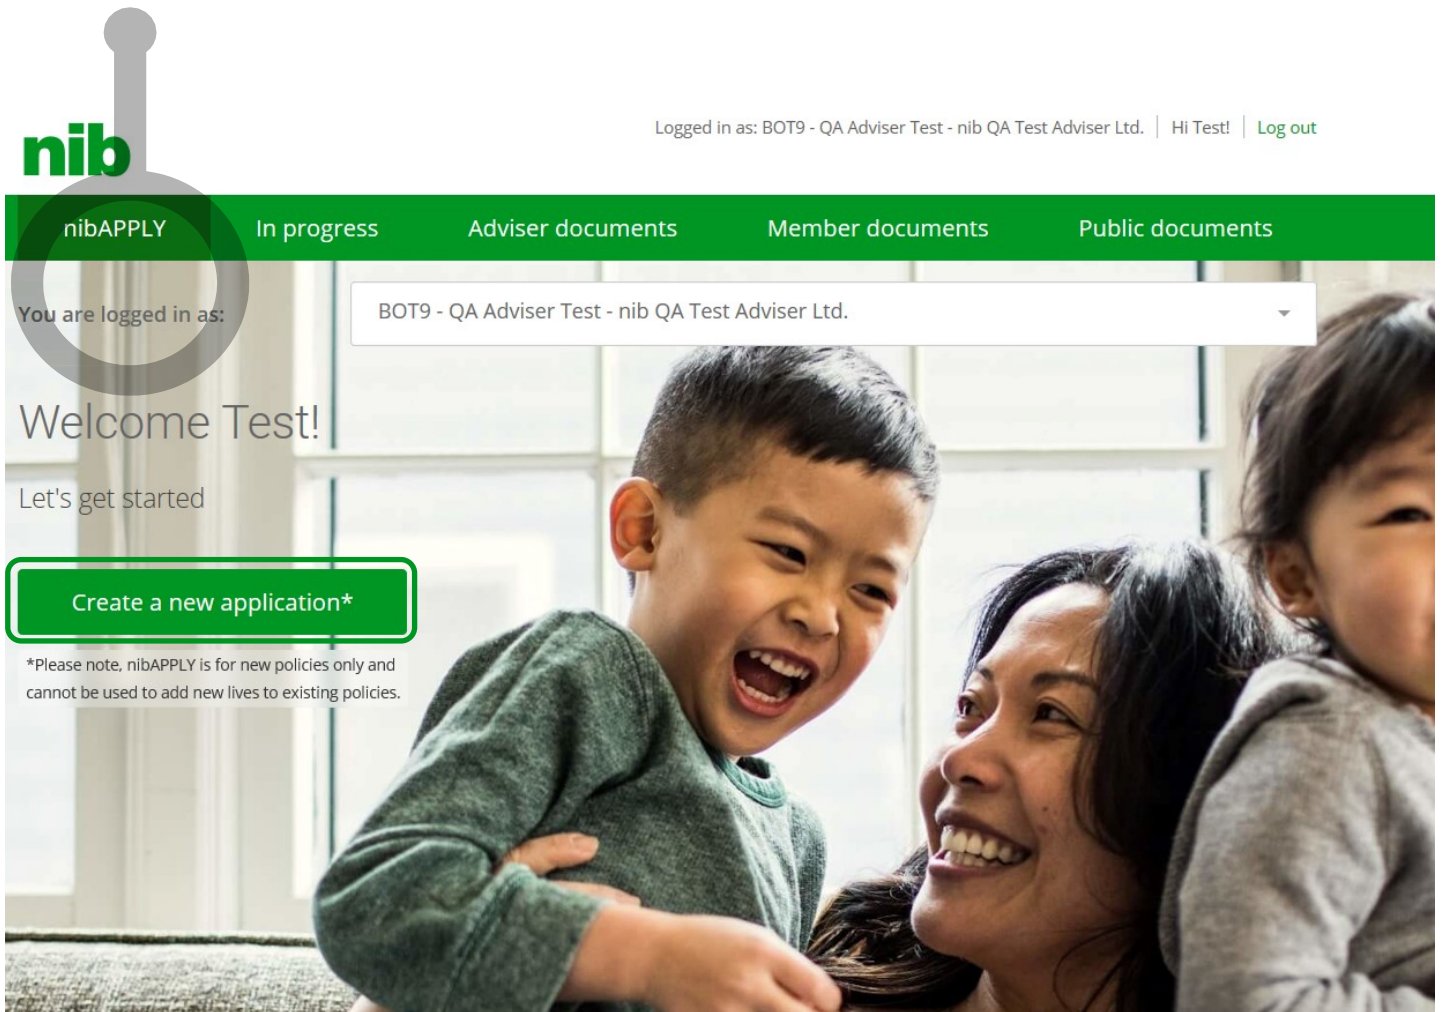 nib
Logged in as: BOT9 - QA Adviser Test - nib QA Test Adviser Ltd. Hi Test! Log out
nibAPPLY In progress Adviser documents Member documents Public documents
You are logged in as: BOT9 - QA Adviser Test - nib QA Test Adviser Ltd.
Welcome Test!
Let's get started
Create a new application*
*Please note, nibAPPLY is for new policies only and
cannot be used to add new lives to existing policies.